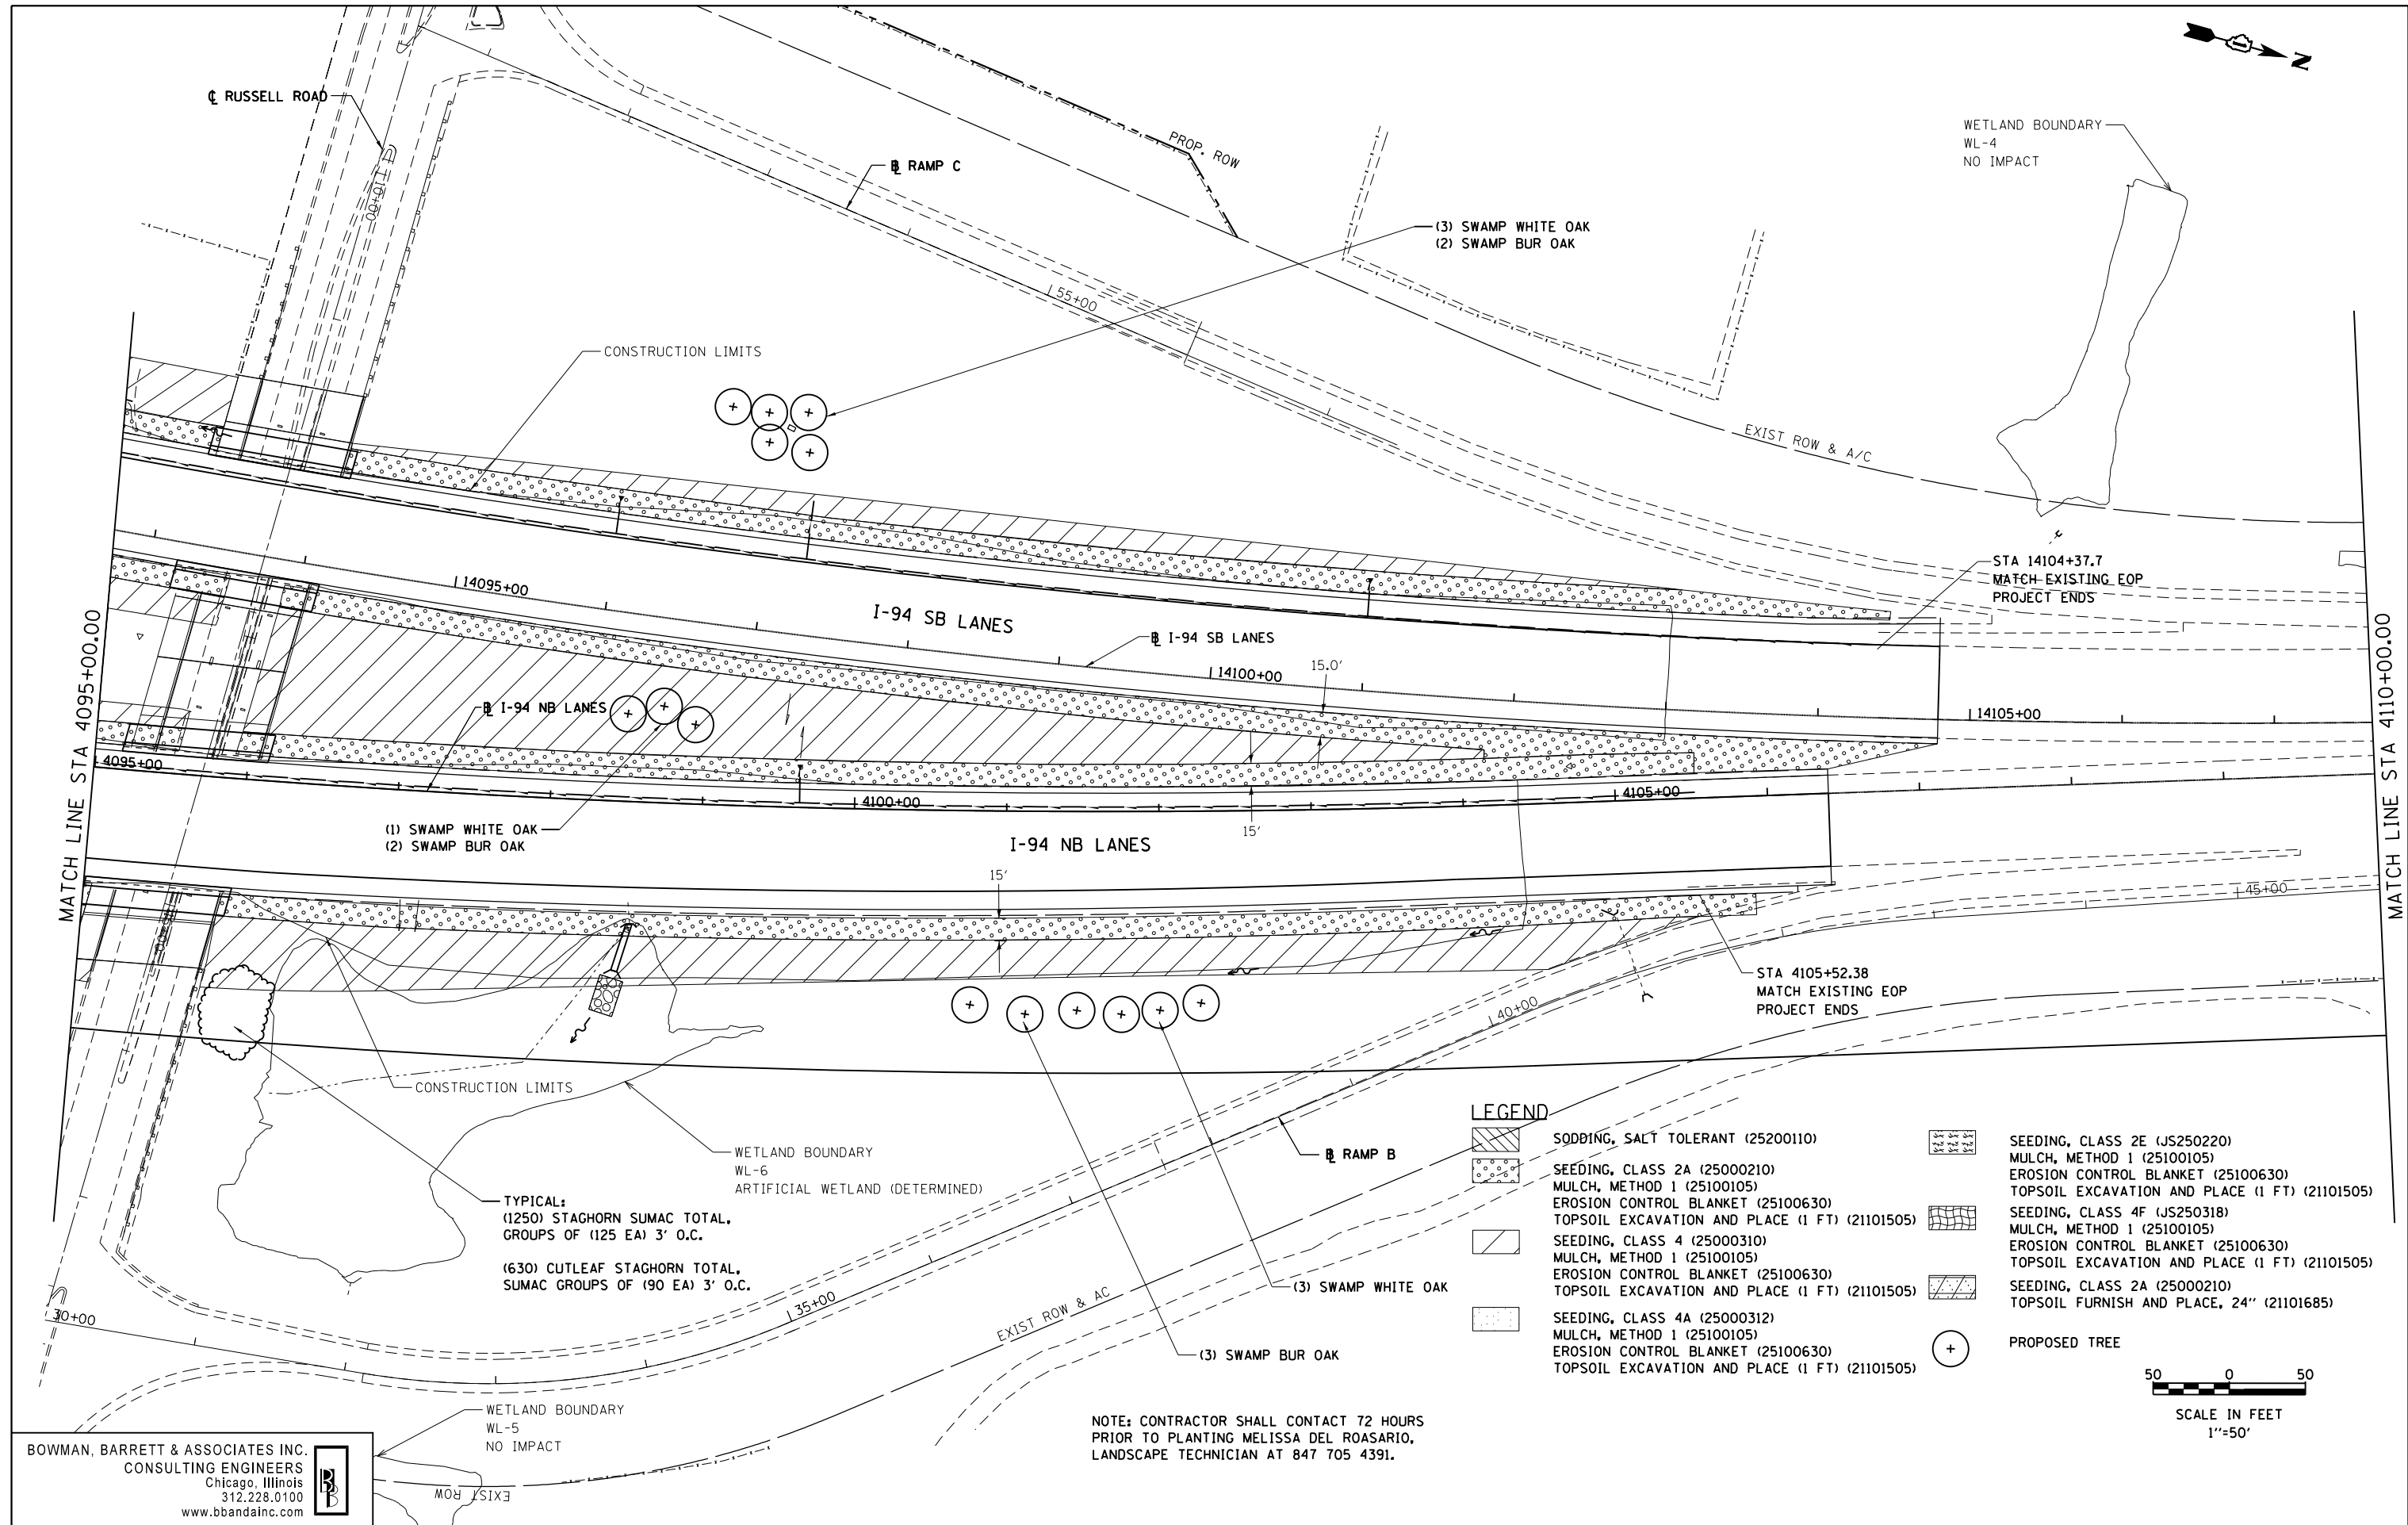 N
℄ RUSSELL ROAD
110+00
PROP. ROW
WETLAND BOUNDARY
WL-4
NO IMPACT
RAMP C
(3) SWAMP WHITE OAK
(2) SWAMP BUR OAK
55+00
CONSTRUCTION LIMITS
EXIST ROW & A/C
STA 14104+37.7
MATCH EXISTING EOP
PROJECT ENDS
14095+00
I-94 SB LANES
I-94 SB LANES
14100+00
15.0'
14105+00
MATCH LINE STA 4095+00.00
MATCH LINE STA 4110+00.00
I-94 NB LANES
4095+00
4100+00
4105+00
15'
(1) SWAMP WHITE OAK
(2) SWAMP BUR OAK
I-94 NB LANES
15'
45+00
STA 4105+52.38
MATCH EXISTING EOP
PROJECT ENDS
40+00
CONSTRUCTION LIMITS
WETLAND BOUNDARY
WL-6
ARTIFICIAL WETLAND (DETERMINED)
RAMP B
TYPICAL:
(1250) STAGHORN SUMAC TOTAL,
GROUPS OF (125 EA) 3' O.C.
(630) CUTLEAF STAGHORN TOTAL,
SUMAC GROUPS OF (90 EA) 3' O.C.
30+00
35+00
EXIST ROW & AC
(3) SWAMP WHITE OAK
(3) SWAMP BUR OAK
LEGEND
SODDING, SALT TOLERANT (25200110)
SEEDING, CLASS 2A (25000210)
MULCH, METHOD 1 (25100105)
EROSION CONTROL BLANKET (25100630)
TOPSOIL EXCAVATION AND PLACE (1 FT) (21101505)
SEEDING, CLASS 4 (25000310)
MULCH, METHOD 1 (25100105)
EROSION CONTROL BLANKET (25100630)
TOPSOIL EXCAVATION AND PLACE (1 FT) (21101505)
SEEDING, CLASS 4A (25000312)
MULCH, METHOD 1 (25100105)
EROSION CONTROL BLANKET (25100630)
TOPSOIL EXCAVATION AND PLACE (1 FT) (21101505)
SEEDING, CLASS 2E (JS250220)
MULCH, METHOD 1 (25100105)
EROSION CONTROL BLANKET (25100630)
TOPSOIL EXCAVATION AND PLACE (1 FT) (21101505)
SEEDING, CLASS 4F (JS250318)
MULCH, METHOD 1 (25100105)
EROSION CONTROL BLANKET (25100630)
TOPSOIL EXCAVATION AND PLACE (1 FT) (21101505)
SEEDING, CLASS 2A (25000210)
TOPSOIL FURNISH AND PLACE, 24" (21101685)
PROPOSED TREE
50 0 50
SCALE IN FEET
1"=50'
NOTE: CONTRACTOR SHALL CONTACT 72 HOURS
PRIOR TO PLANTING MELISSA DEL ROASARIO,
LANDSCAPE TECHNICIAN AT 847 705 4391.
WETLAND BOUNDARY
WL-5
NO IMPACT
EXIST ROW
BOWMAN, BARRETT & ASSOCIATES INC.
CONSULTING ENGINEERS
Chicago, Illinois
312.228.0100
www.bbandainc.com